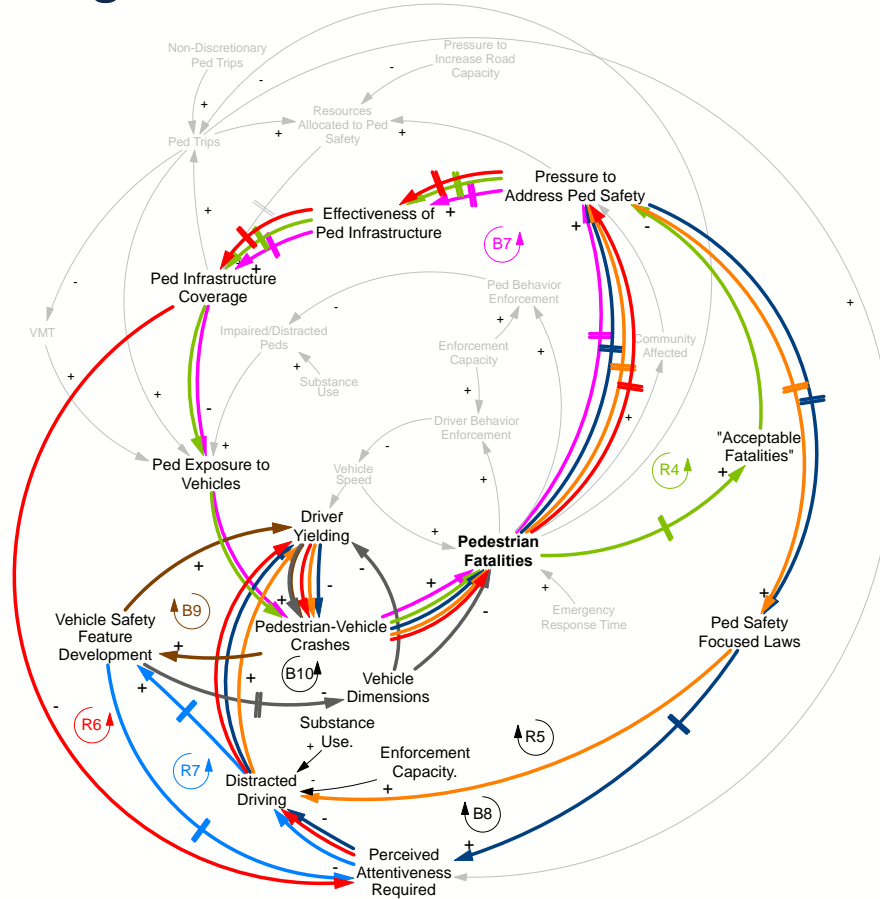 Non-Discretionary
Ped Trips
Pressure to
Increase Road
Capacity
-
-
+
Resources
Allocated to Ped
Safety
Ped Trips
+
+
Pressure to
Address Ped Safety
+
Effectiveness of
Ped Infrastructure
+
-
+
B7
+
Ped Infrastructure
Coverage
-
Ped Behavior
Enforcement
-
+
+
VMT
Impaired/Distracted
Peds
Enforcement
Capacity
+
Community
Affected
+
Substance
Use
+
+
+
-
Driver Behavior
Enforcement
+
"Acceptable
Fatalities"
+
-
+
Ped Exposure to
Vehicles
Vehicle
Speed
+
R4
Driver
Yielding
+
Pedestrian
Fatalities
+
-
-
+
-
+
Emergency
Response Time
+
B9
+
Vehicle Safety
Feature
Development
+
Pedestrian-Vehicle
Crashes
Ped Safety
Focused Laws
B10
+
+
-
Vehicle
Dimensions
-
R6
Substance
Use.
+
R5
R7
Enforcement
Capacity.
Distracted
Driving
-
+
B8
-
+
Perceived
Attentiveness
Required
-